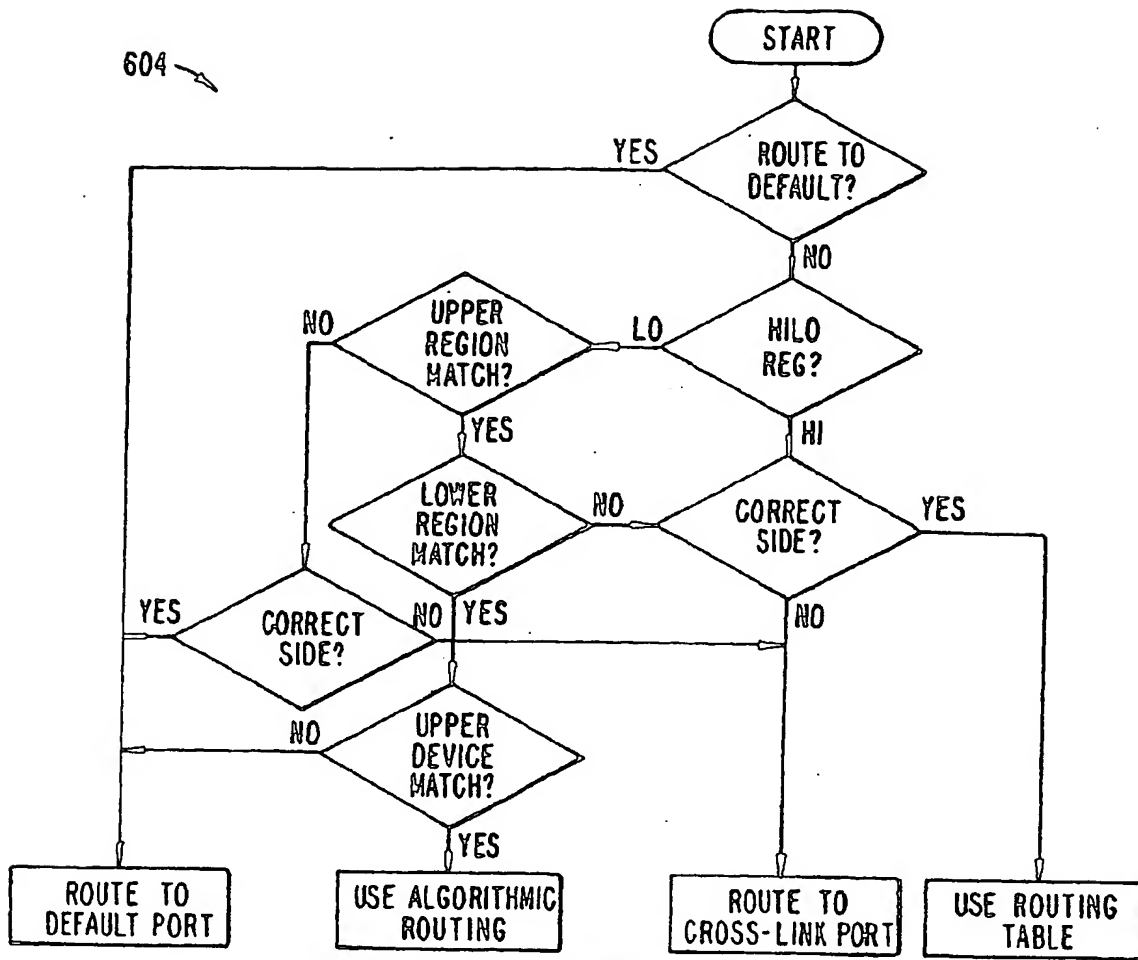 START
604
YES
ROUTE TO
DEFAULT?
NO
NO
UPPER
REGION
MATCH?
LO
HILO
REG?
YES
HI
LOWER
REGION
MATCH?
NO
CORRECT
SIDE?
YES
YES
CORRECT
SIDE?
NO
YES
NO
NO
UPPER
DEVICE
MATCH?
YES
ROUTE TO
DEFAULT PORT
USE ALGORITHMIC
ROUTING
ROUTE TO
CROSS-LINK PORT
USE ROUTING
TABLE